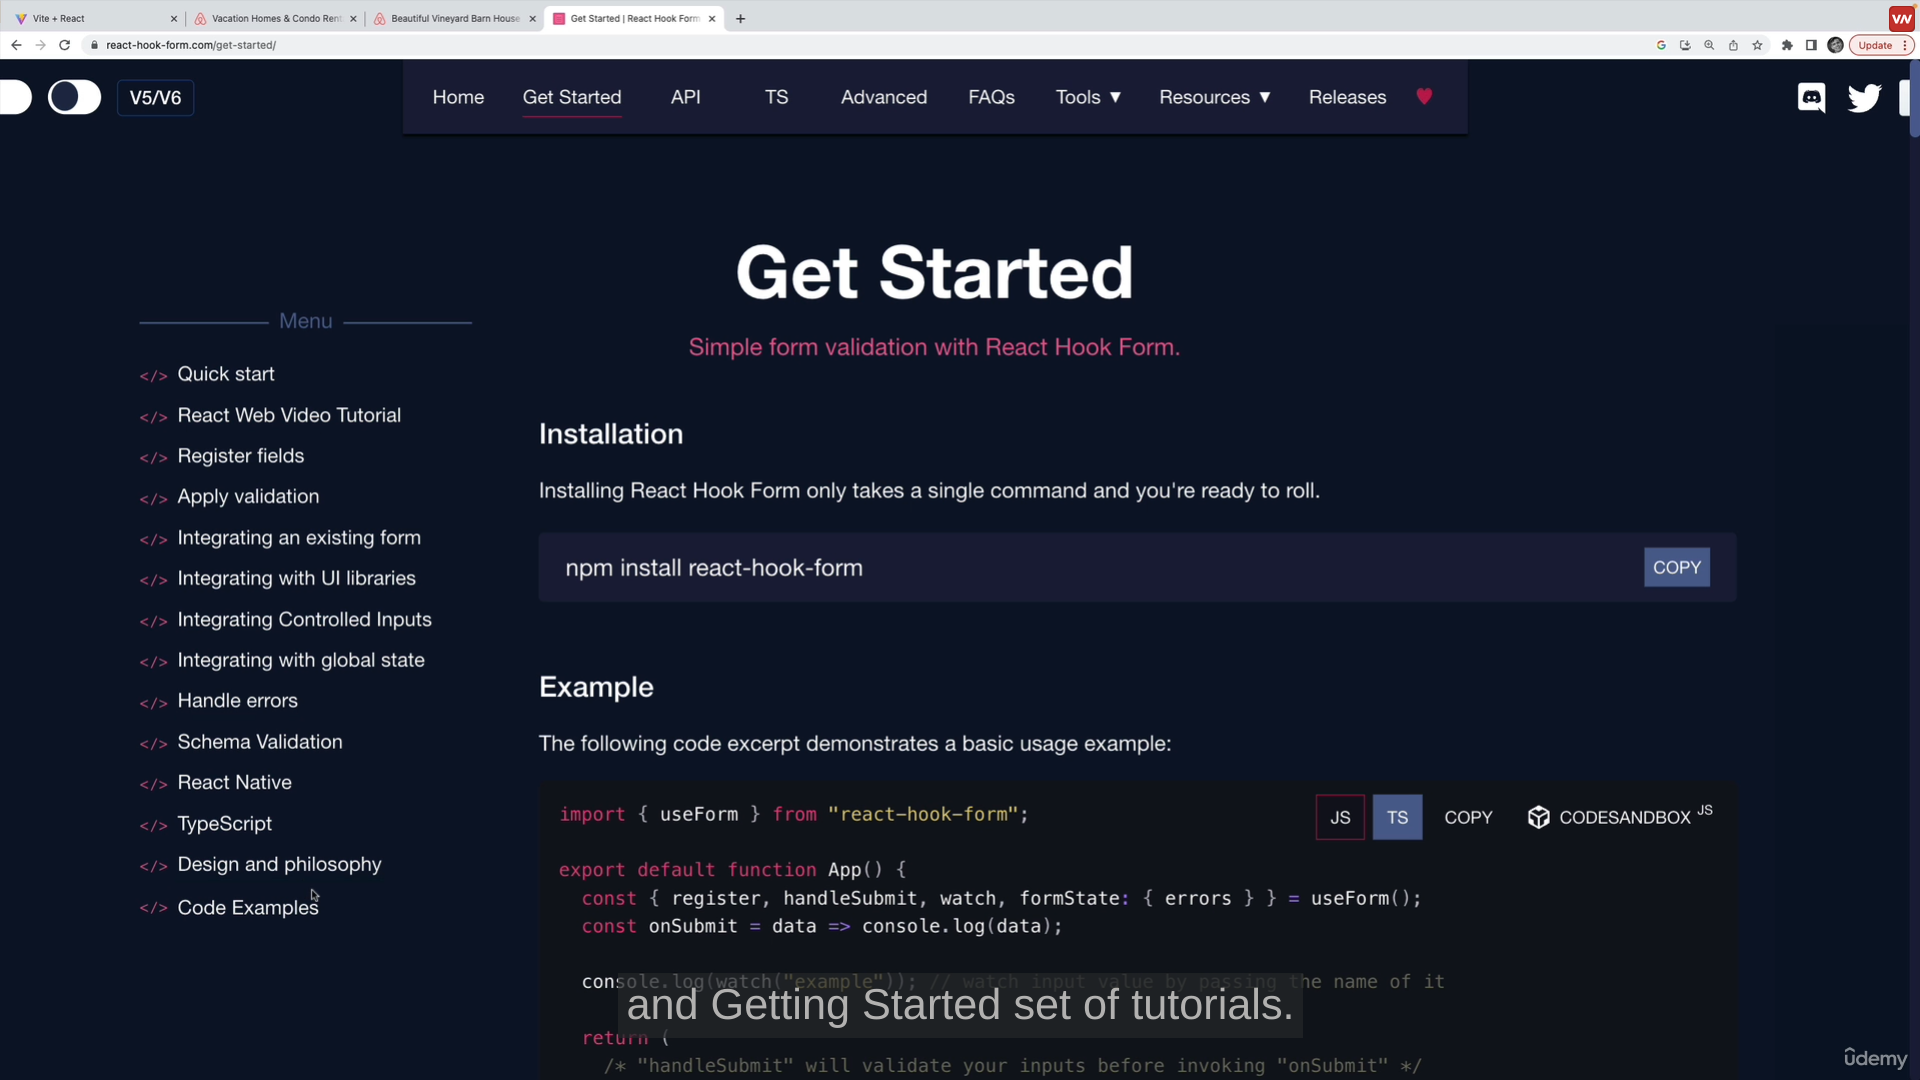 Vite + React
Vacation Homes & Condo Ren
Beautiful Vineyard Barn House
Get Started | React Hook Form
react-hook-form.com/get-started/
Update
VN
V5/V6
Home
Get Started
API
TS
Advanced
FAQs
Tools ▼
Resources ▼
Releases
Get Started
Simple form validation with React Hook Form.
Menu
</> Quick start
</> React Web Video Tutorial
</> Register fields
</> Apply validation
</> Integrating an existing form
</> Integrating with UI libraries
</> Integrating Controlled Inputs
</> Integrating with global state
</> Handle errors
</> Schema Validation
</> React Native
</> TypeScript
</> Design and philosophy
</> Code Examples
Installation
Installing React Hook Form only takes a single command and you're ready to roll.
npm install react-hook-form
COPY
Example
The following code excerpt demonstrates a basic usage example:
JS
TS
COPY
CODESANDBOX JS
import { useForm } from "react-hook-form";
export default function App() {
const { register, handleSubmit, watch, formState: { errors } } = useForm();
const onSubmit = data => console.log(data);
console.log(watch("example")); // watch input value by passing the name of it
return (
/* "handleSubmit" will validate your inputs before invoking "onSubmit" */
and Getting Started set of tutorials.
ûdemy